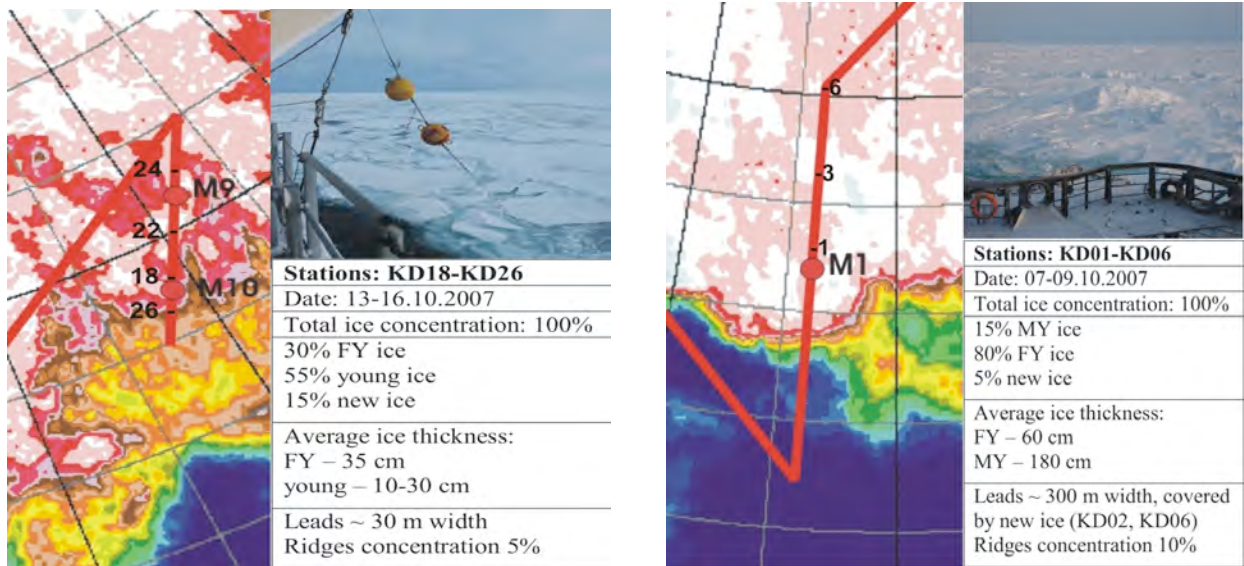 24
M9
22
18
M10
26
Stations: KD18-KD26
Date: 13-16.10.2007
Total ice concentration: 100%
30% FY ice
55% young ice
15% new ice
Average ice thickness:
FY – 35 cm
young – 10-30 cm
Leads ~ 30 m width
Ridges concentration 5%
-6
-3
-1
M1
Stations: KD01-KD06
Date: 07-09.10.2007
Total ice concentration: 100%
15% MY ice
80% FY ice
5% new ice
Average ice thickness:
FY – 60 cm
MY – 180 cm
Leads ~ 300 m width, covered
by new ice (KD02, KD06)
Ridges concentration 10%